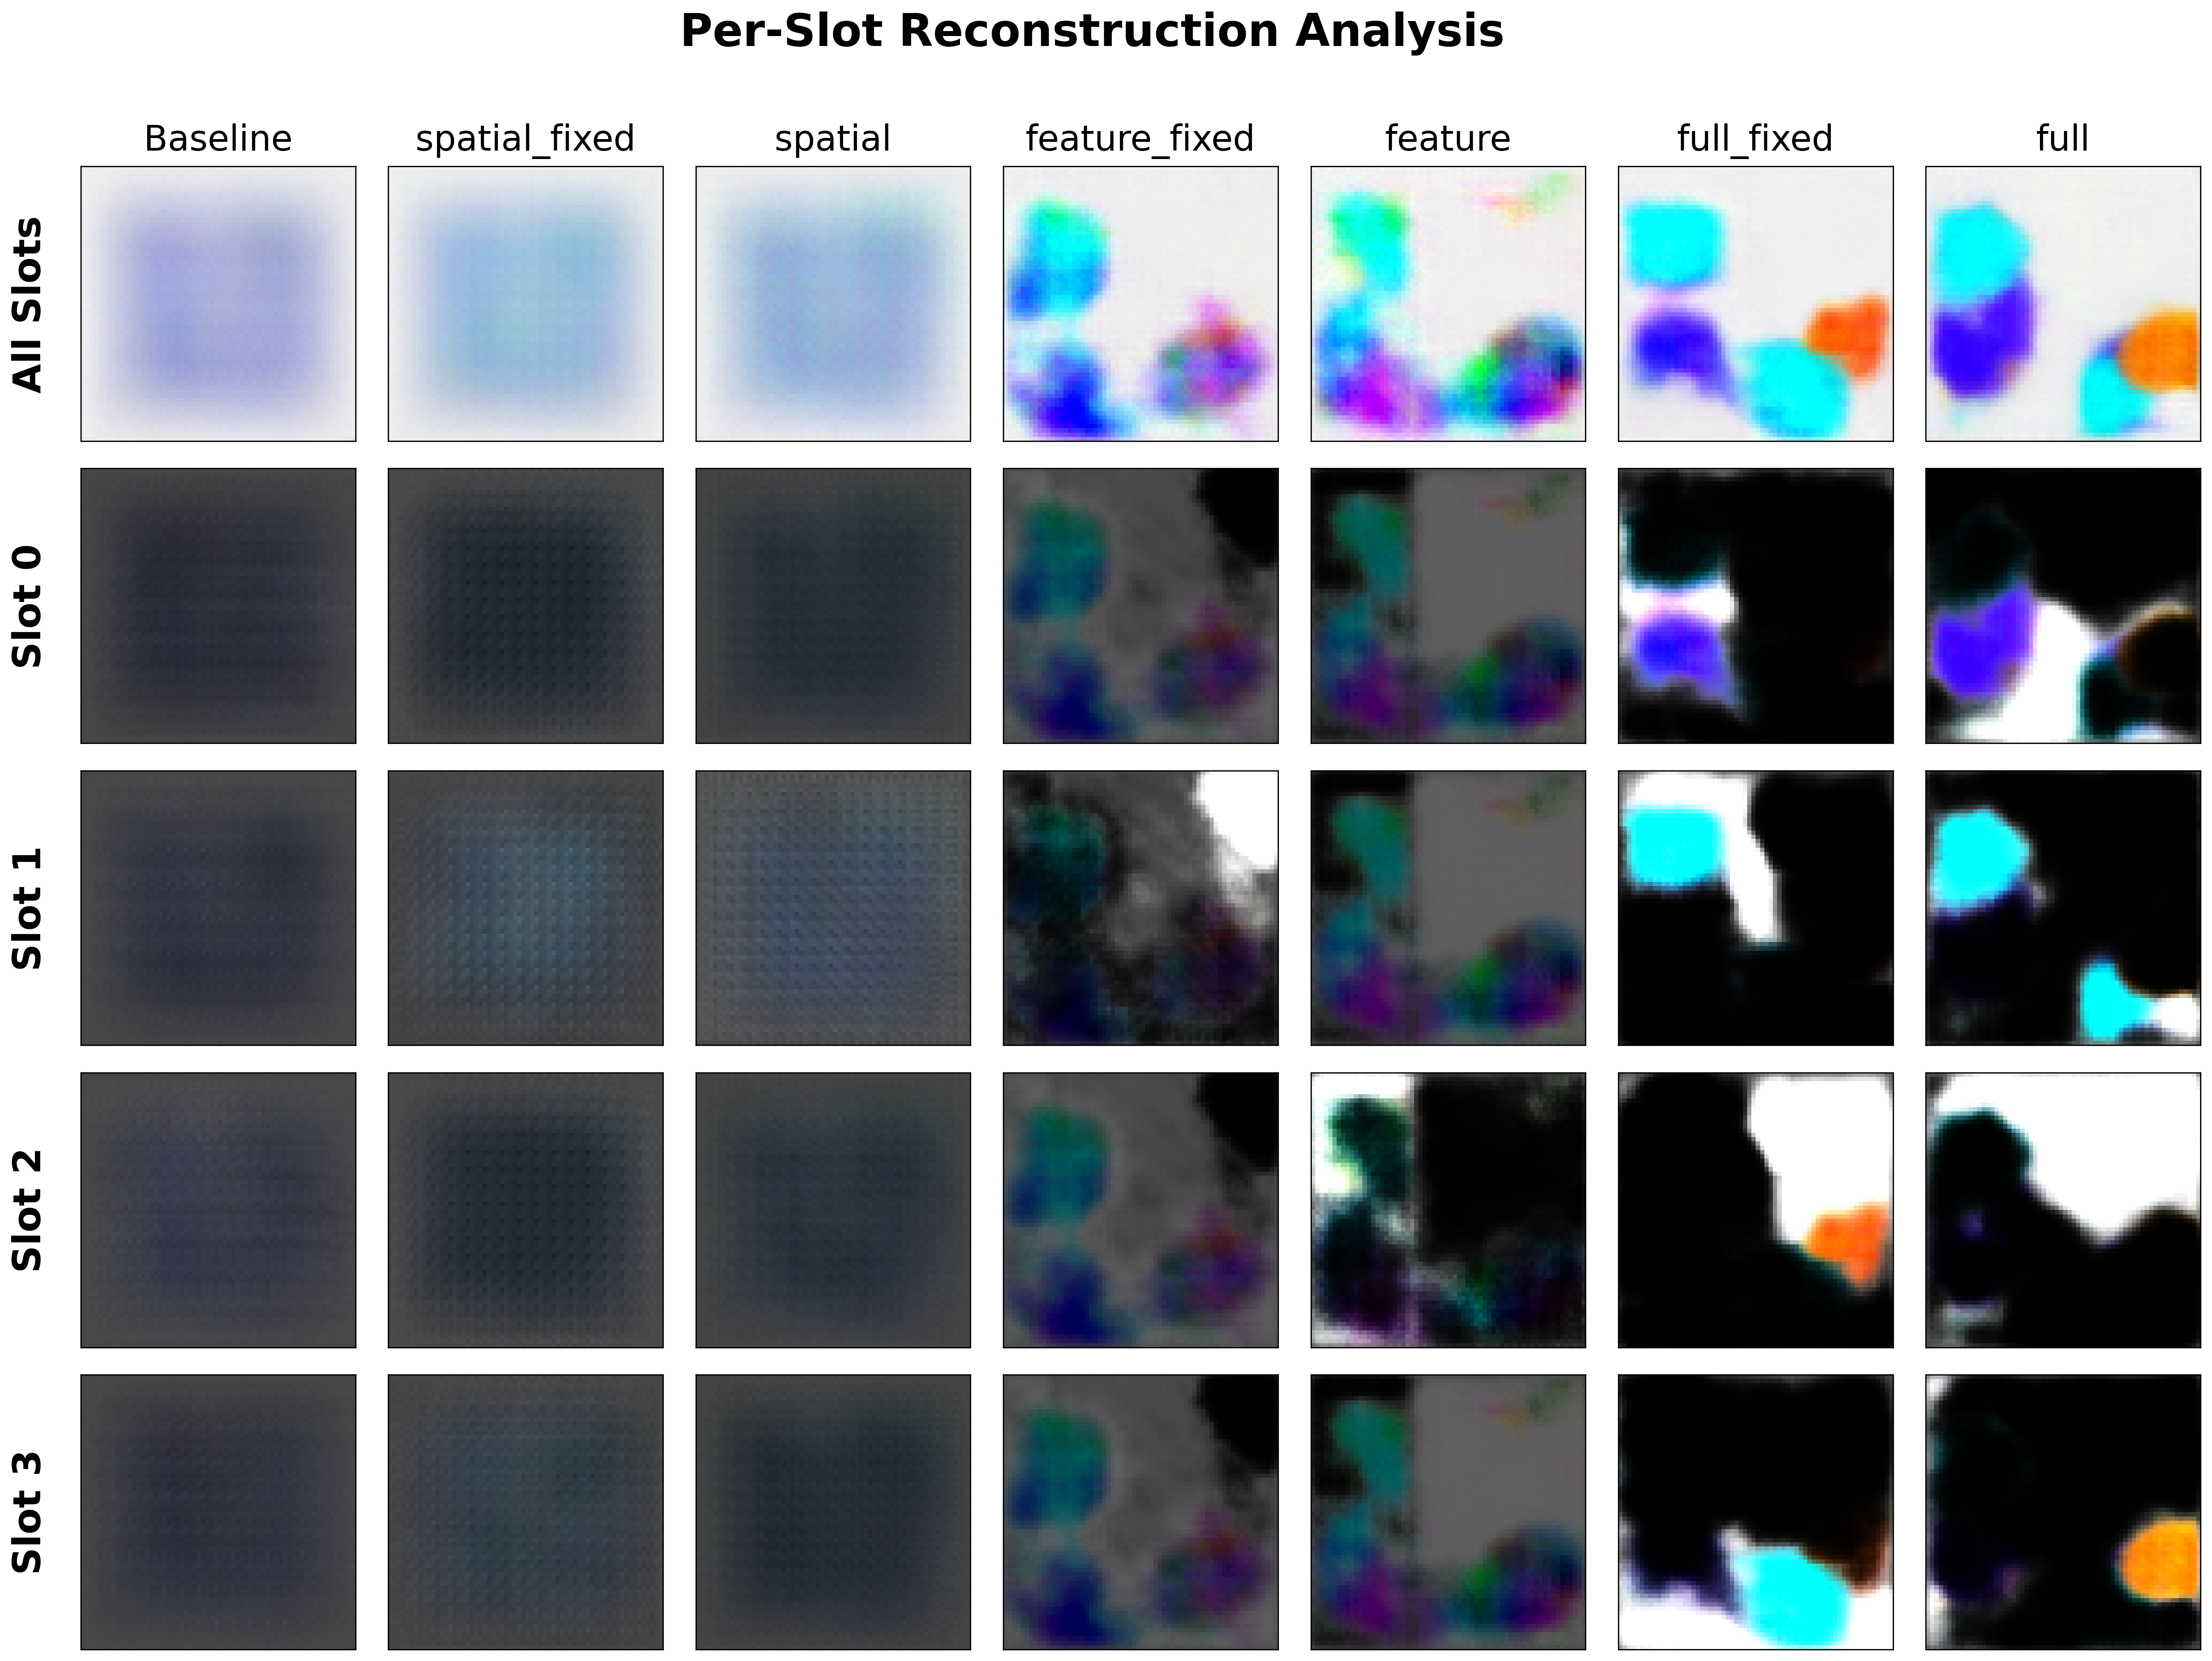 Per-Slot Reconstruction Analysis
Baseline spatial_fixed spatial feature_fixed feature full_fixed full
All Slots
Slot 0
Slot 1
Slot 2
Slot 3